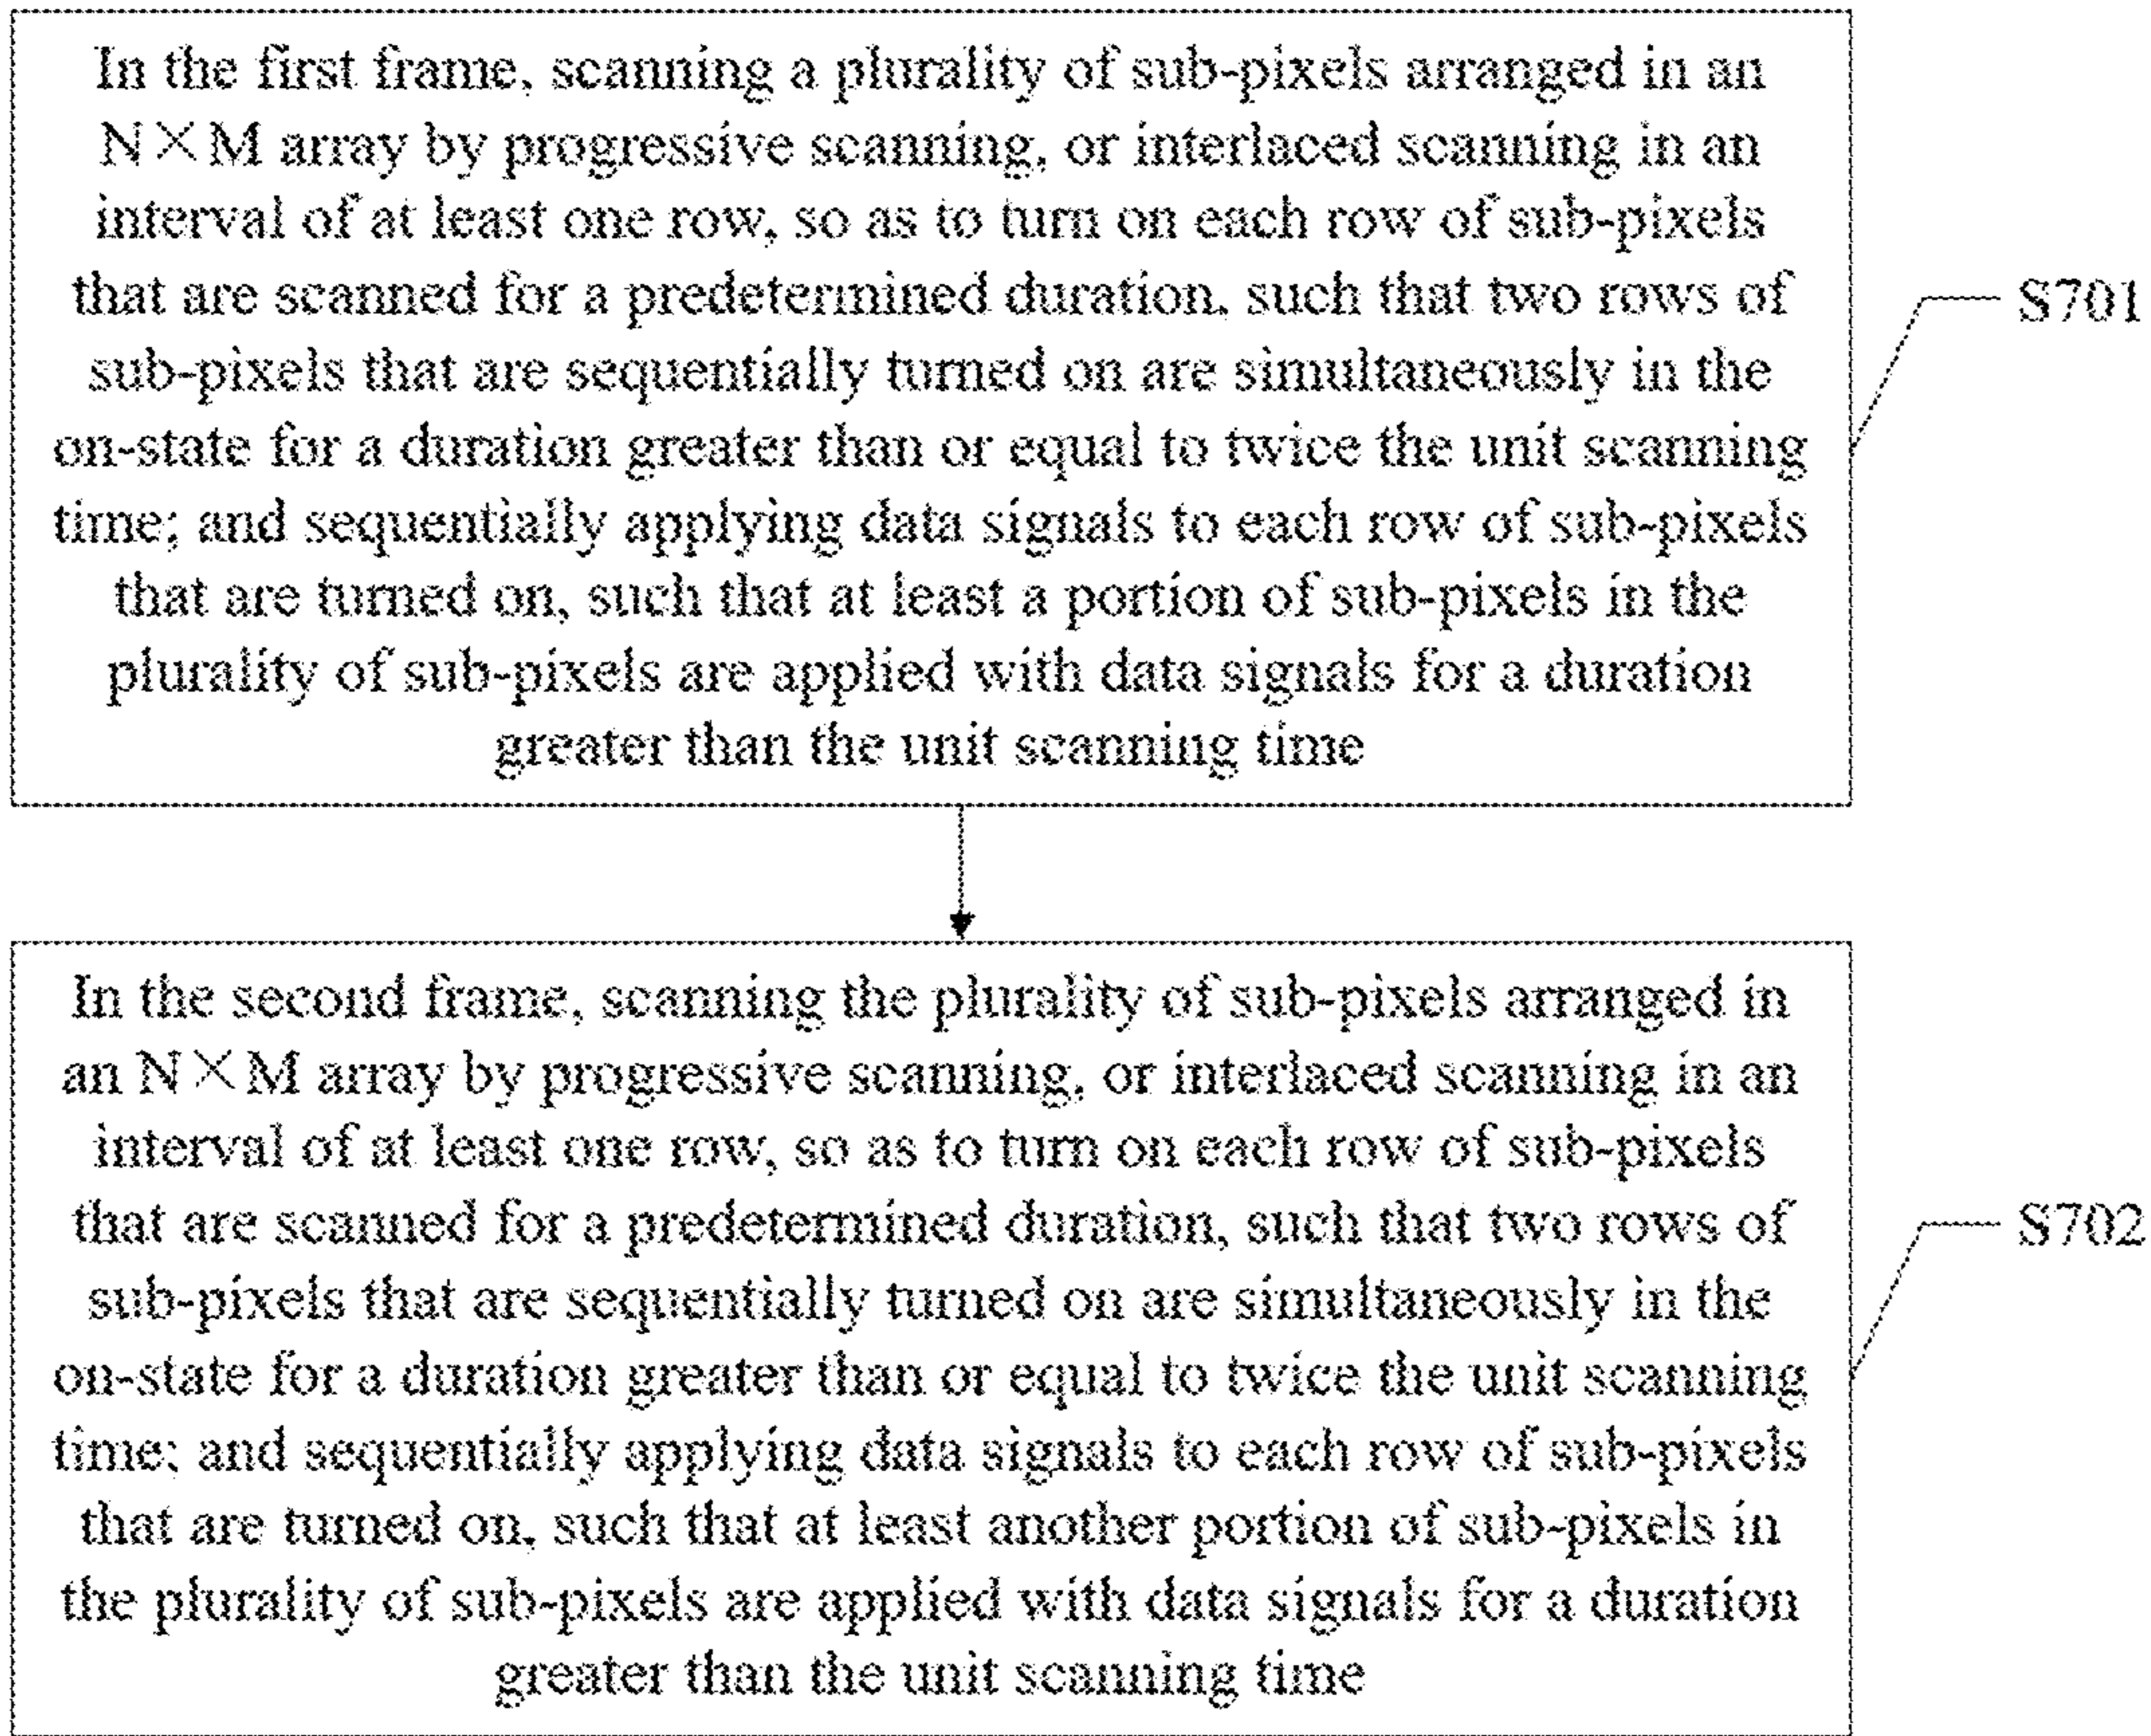 In the first frame, scanning a plurality of sub-pixels arranged in an
N×M array by progressive scanning, or interlaced scanning in an
interval of at least one row, so as to turn on each row of sub-pixels
that are scanned for a predetermined duration, such that two rows of
sub-pixels that are sequentially turned on are simultaneously in the
on-state for a duration greater than or equal to twice the unit scanning
time; and sequentially applying data signals to each row of sub-pixels
that are turned on, such that at least a portion of sub-pixels in the
plurality of sub-pixels are applied with data signals for a duration
greater than the unit scanning time
S701
In the second frame, scanning the plurality of sub-pixels arranged in
an N×M array by progressive scanning, or interlaced scanning in an
interval of at least one row, so as to turn on each row of sub-pixels
that are scanned for a predetermined duration, such that two rows of
sub-pixels that are sequentially turned on are simultaneously in the
on-state for a duration greater than or equal to twice the unit scanning
time; and sequentially applying data signals to each row of sub-pixels
that are turned on, such that at least another portion of sub-pixels in
the plurality of sub-pixels are applied with data signals for a duration
greater than the unit scanning time
S702